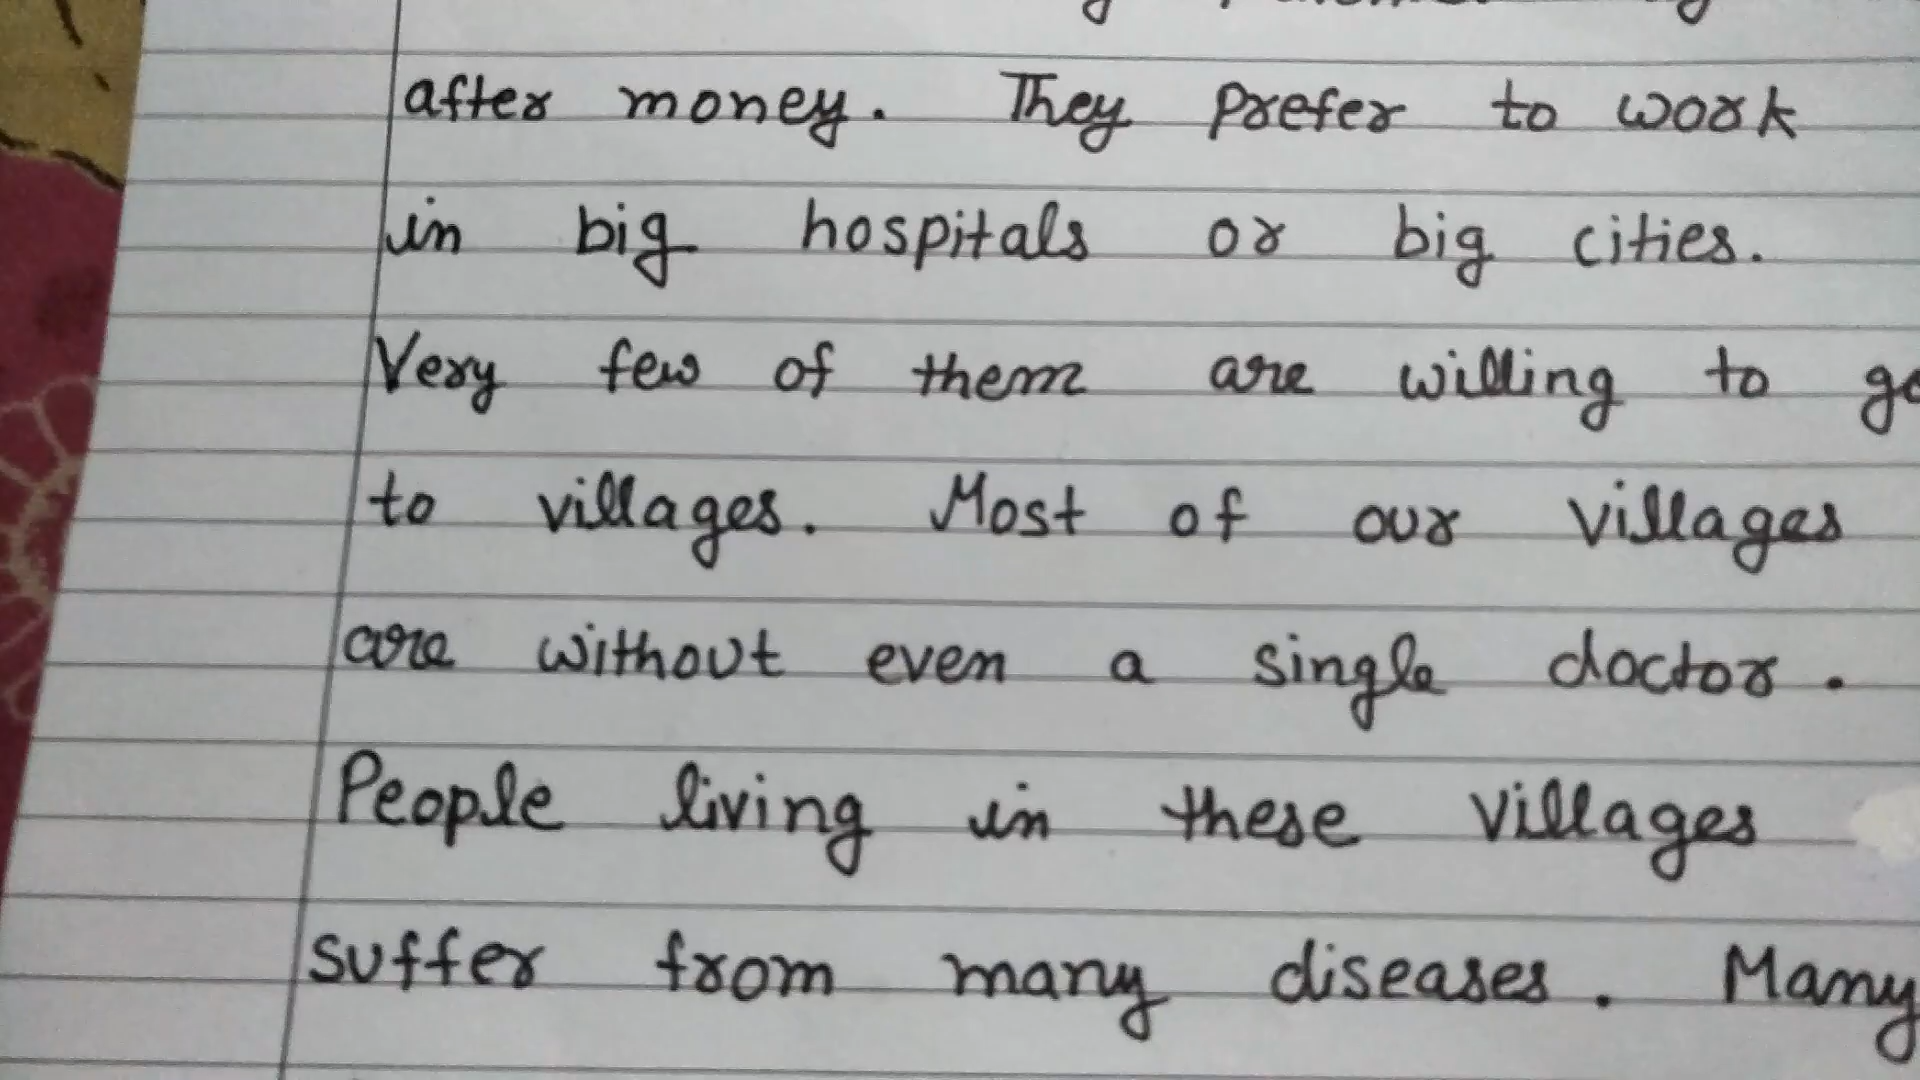 after money. They prefer to work
in big hospitals or big cities.
Very few of them are willing to go
to villages. Most of our villages
are without even a single doctor.
People living in these villages
suffer from many diseases. Many